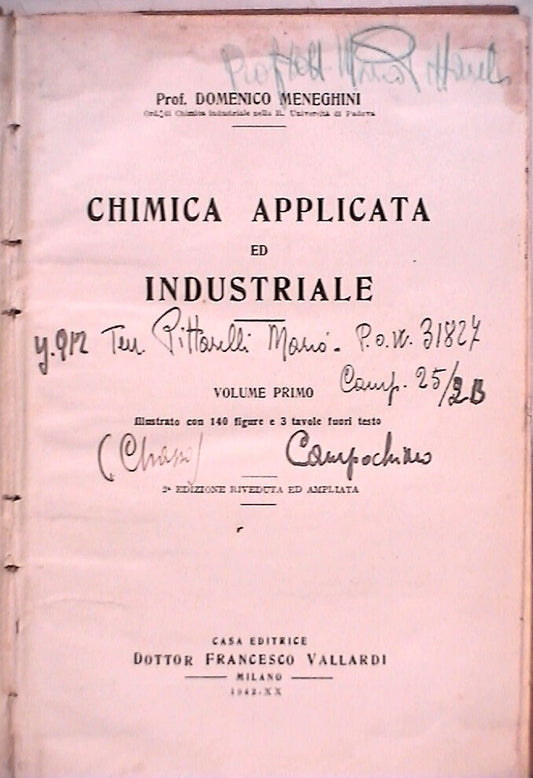 Prof. DOMENICO MENEGHINI
Ord. di Chimica industriale nella R. Università di Padova
CHIMICA APPLICATA
ED
INDUSTRIALE
Ten. Pittarelli Mario - P.O.W. 31827
VOLUME PRIMO
Camp. 25/2B
Illustrato con 140 figure e 3 tavole fuori testo
Campochiaro
2ª EDIZIONE RIVEDUTA ED AMPLIATA
CASA EDITRICE
DOTTOR FRANCESCO VALLARDI
MILANO
1942-XX